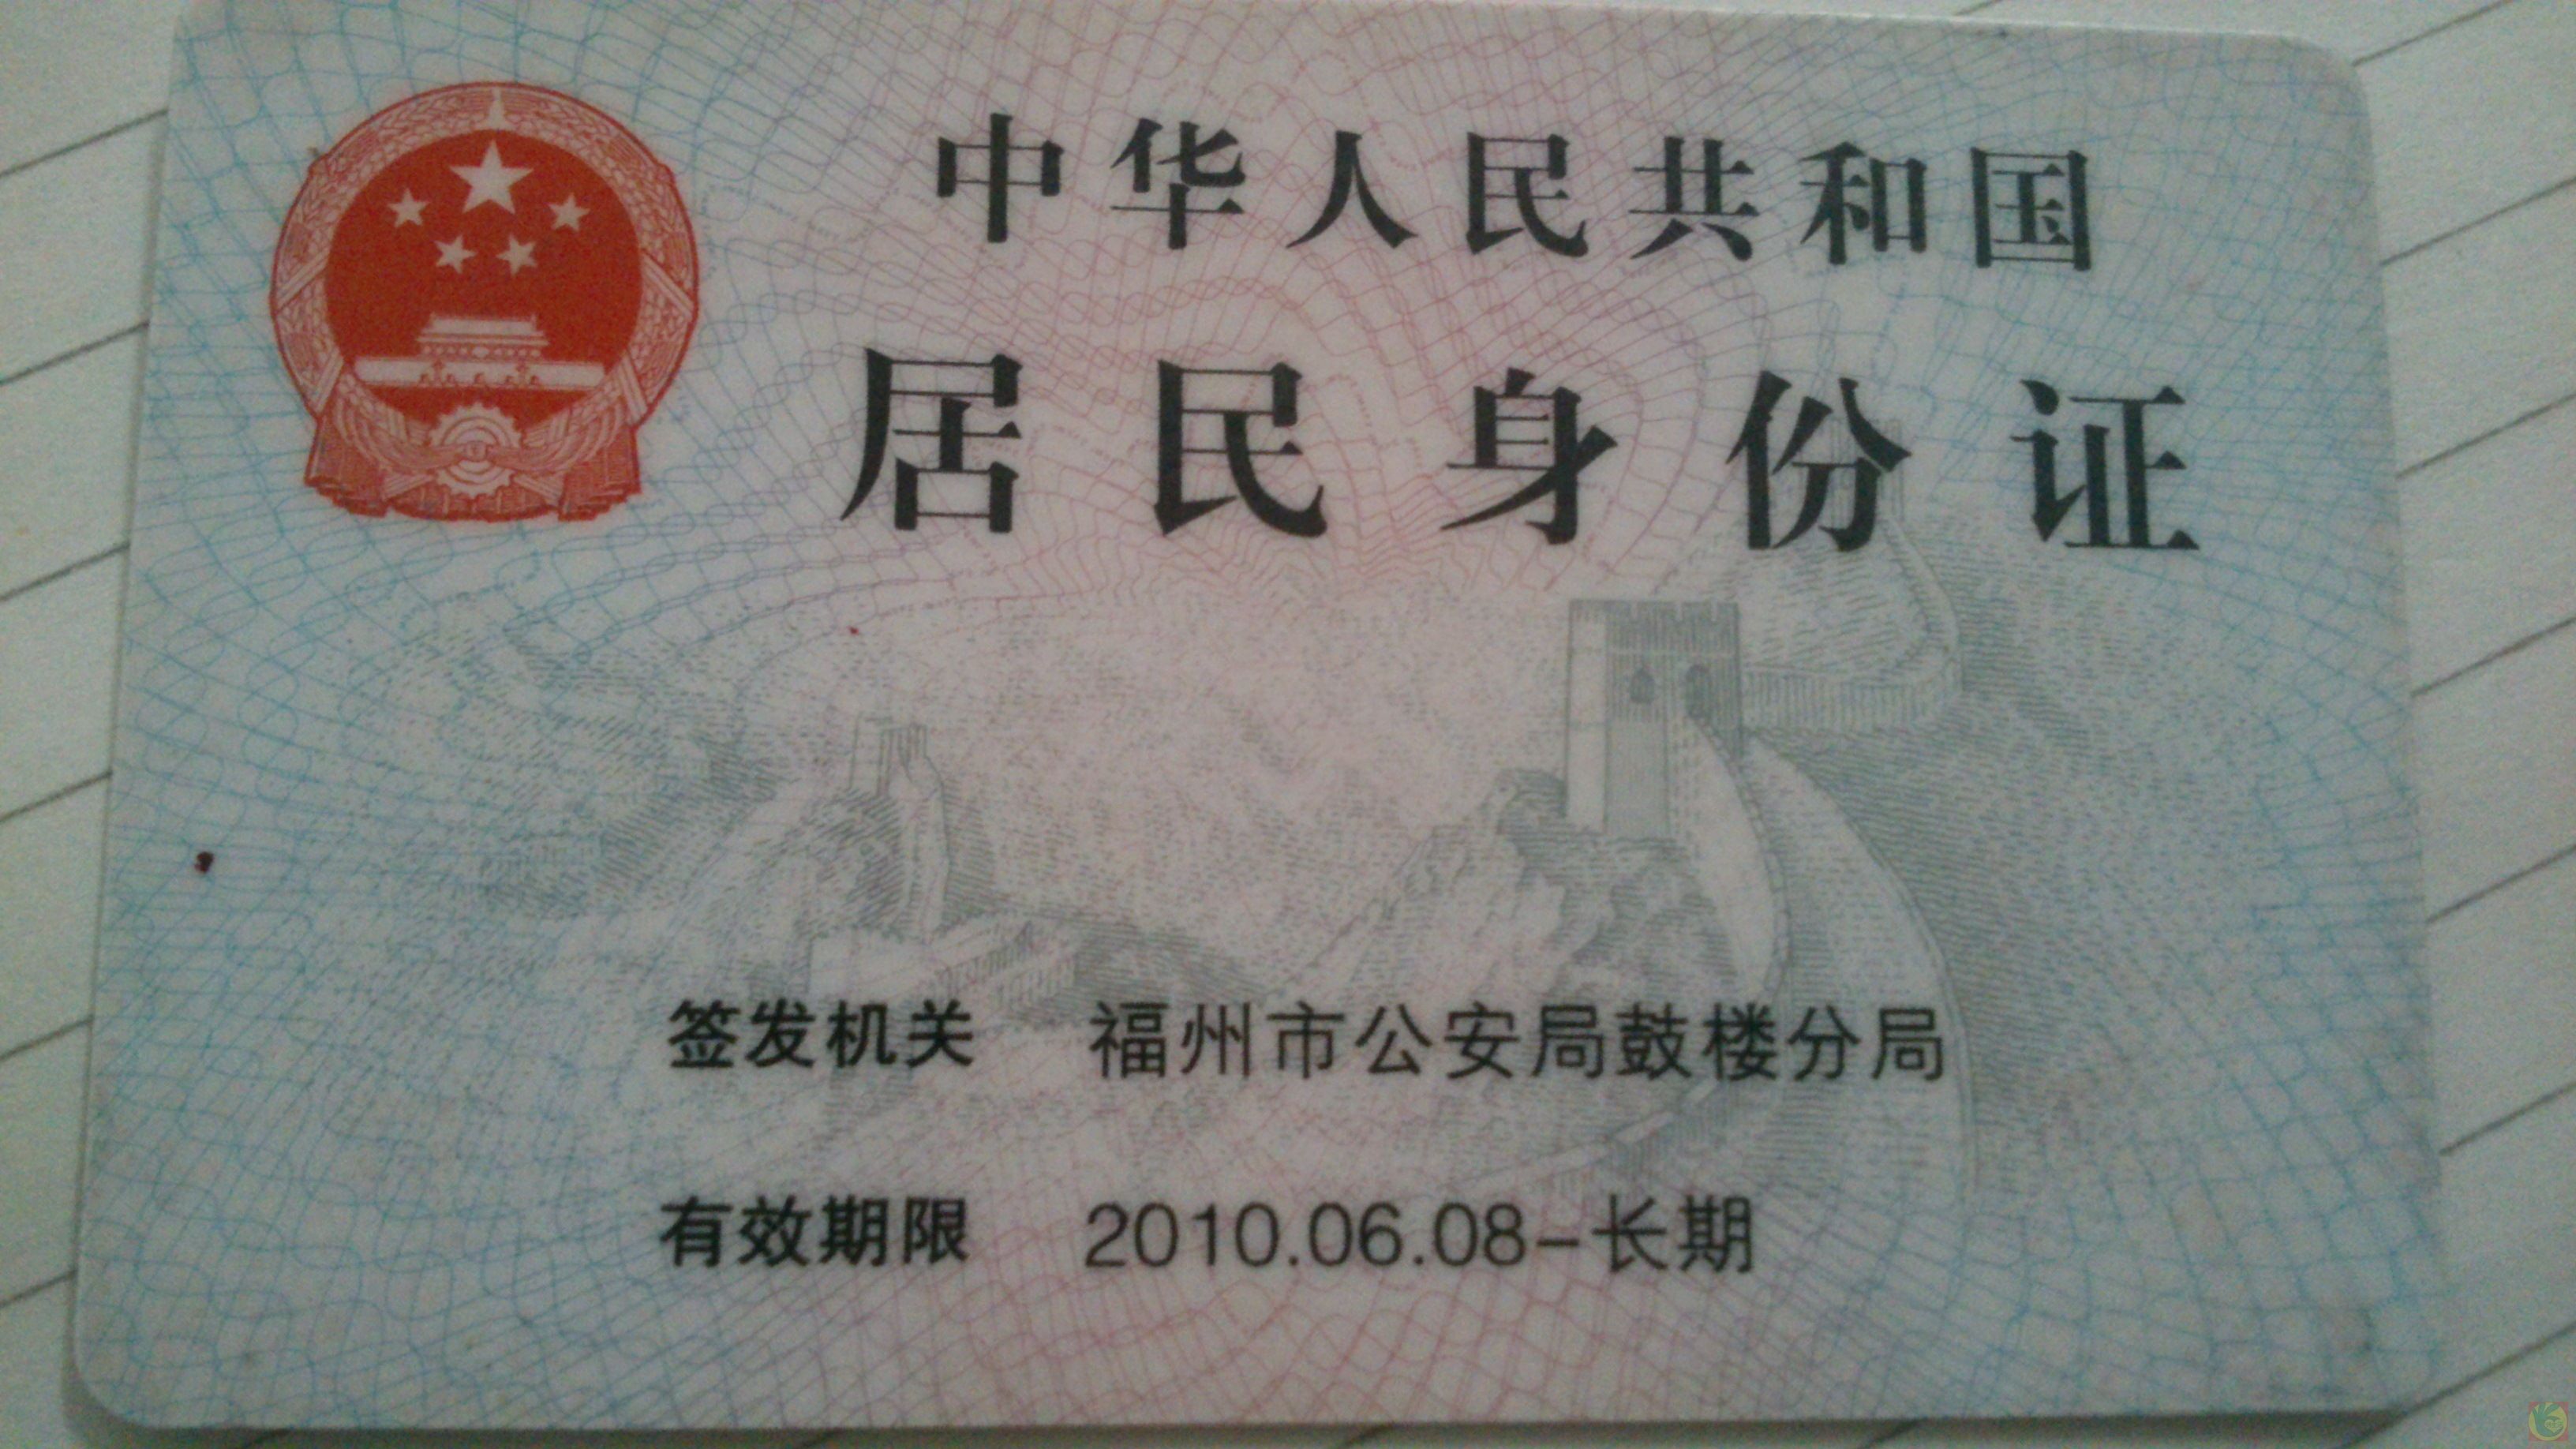 中华人民共和国
居民身份证
签发机关 福州市公安局鼓楼分局
有效期限 2010.06.08-长期